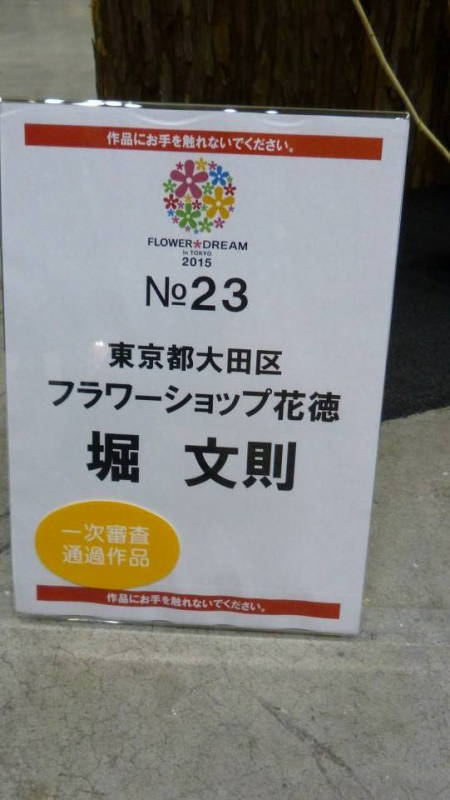 作品にお手を触れないでください。
FLOWER*DREAM
in TOKYO
2015
№23
東京都大田区
フラワーショップ花徳
堀 文則
一次審査
通過作品
作品にお手を触れないでください。